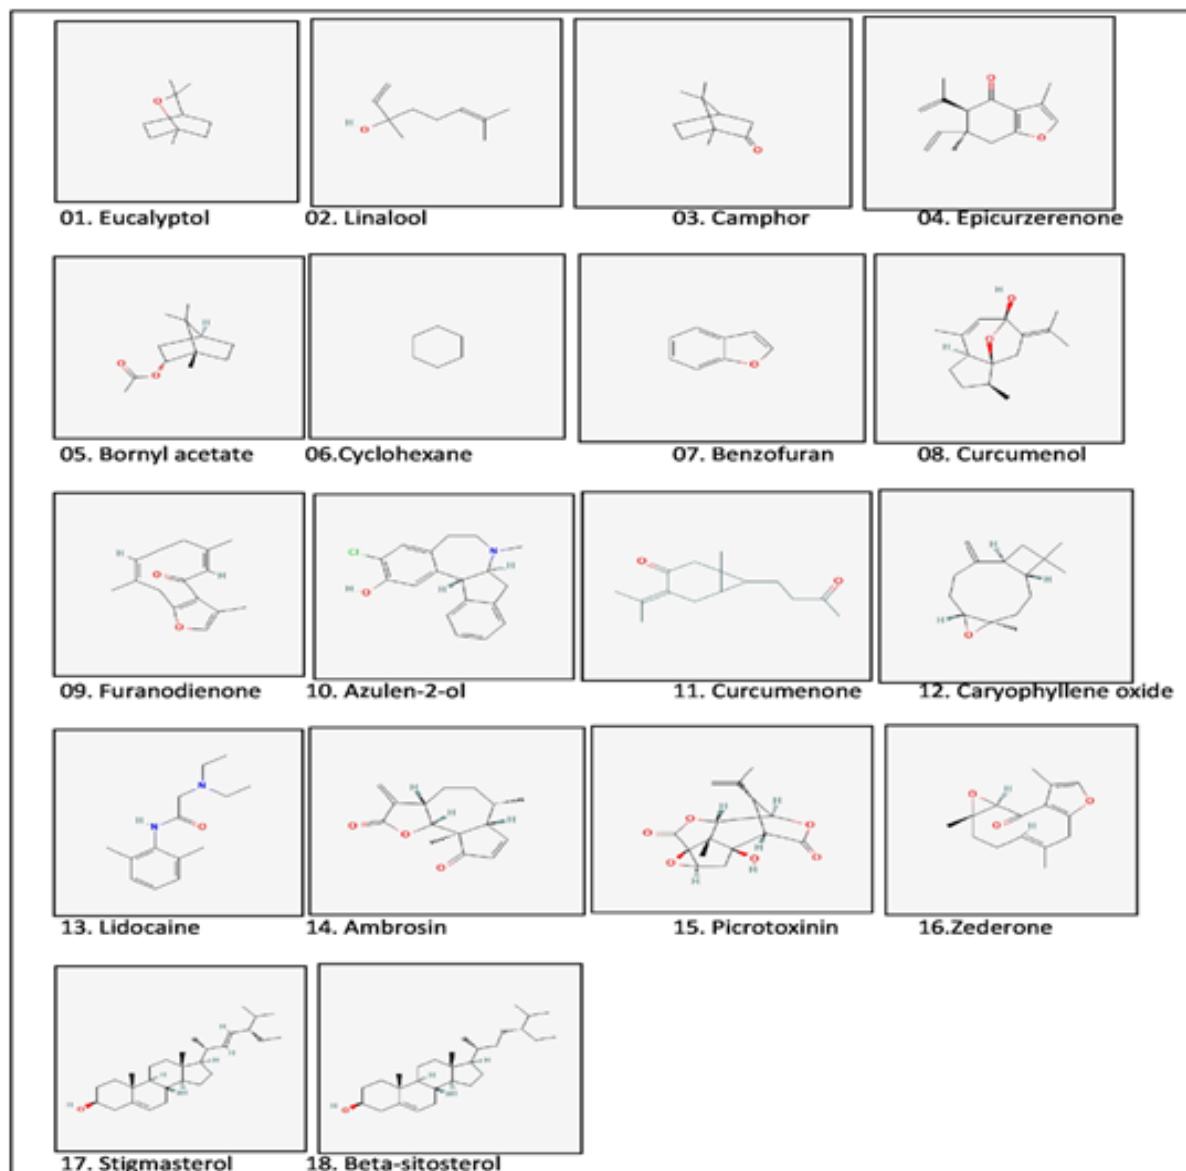 01. Eucalyptol
02. Linalool
03. Camphor
04. Epicurzerenone
05. Bornyl acetate
06.Cyclohexane
07. Benzofuran
08. Curcumenol
09. Furanodienone
10. Azulen-2-ol
11. Curcumenone
12. Caryophyllene oxide
13. Lidocaine
14. Ambrosin
15. Picrotoxinin
16.Zederone
17. Stigmasterol
18. Beta-sitosterol